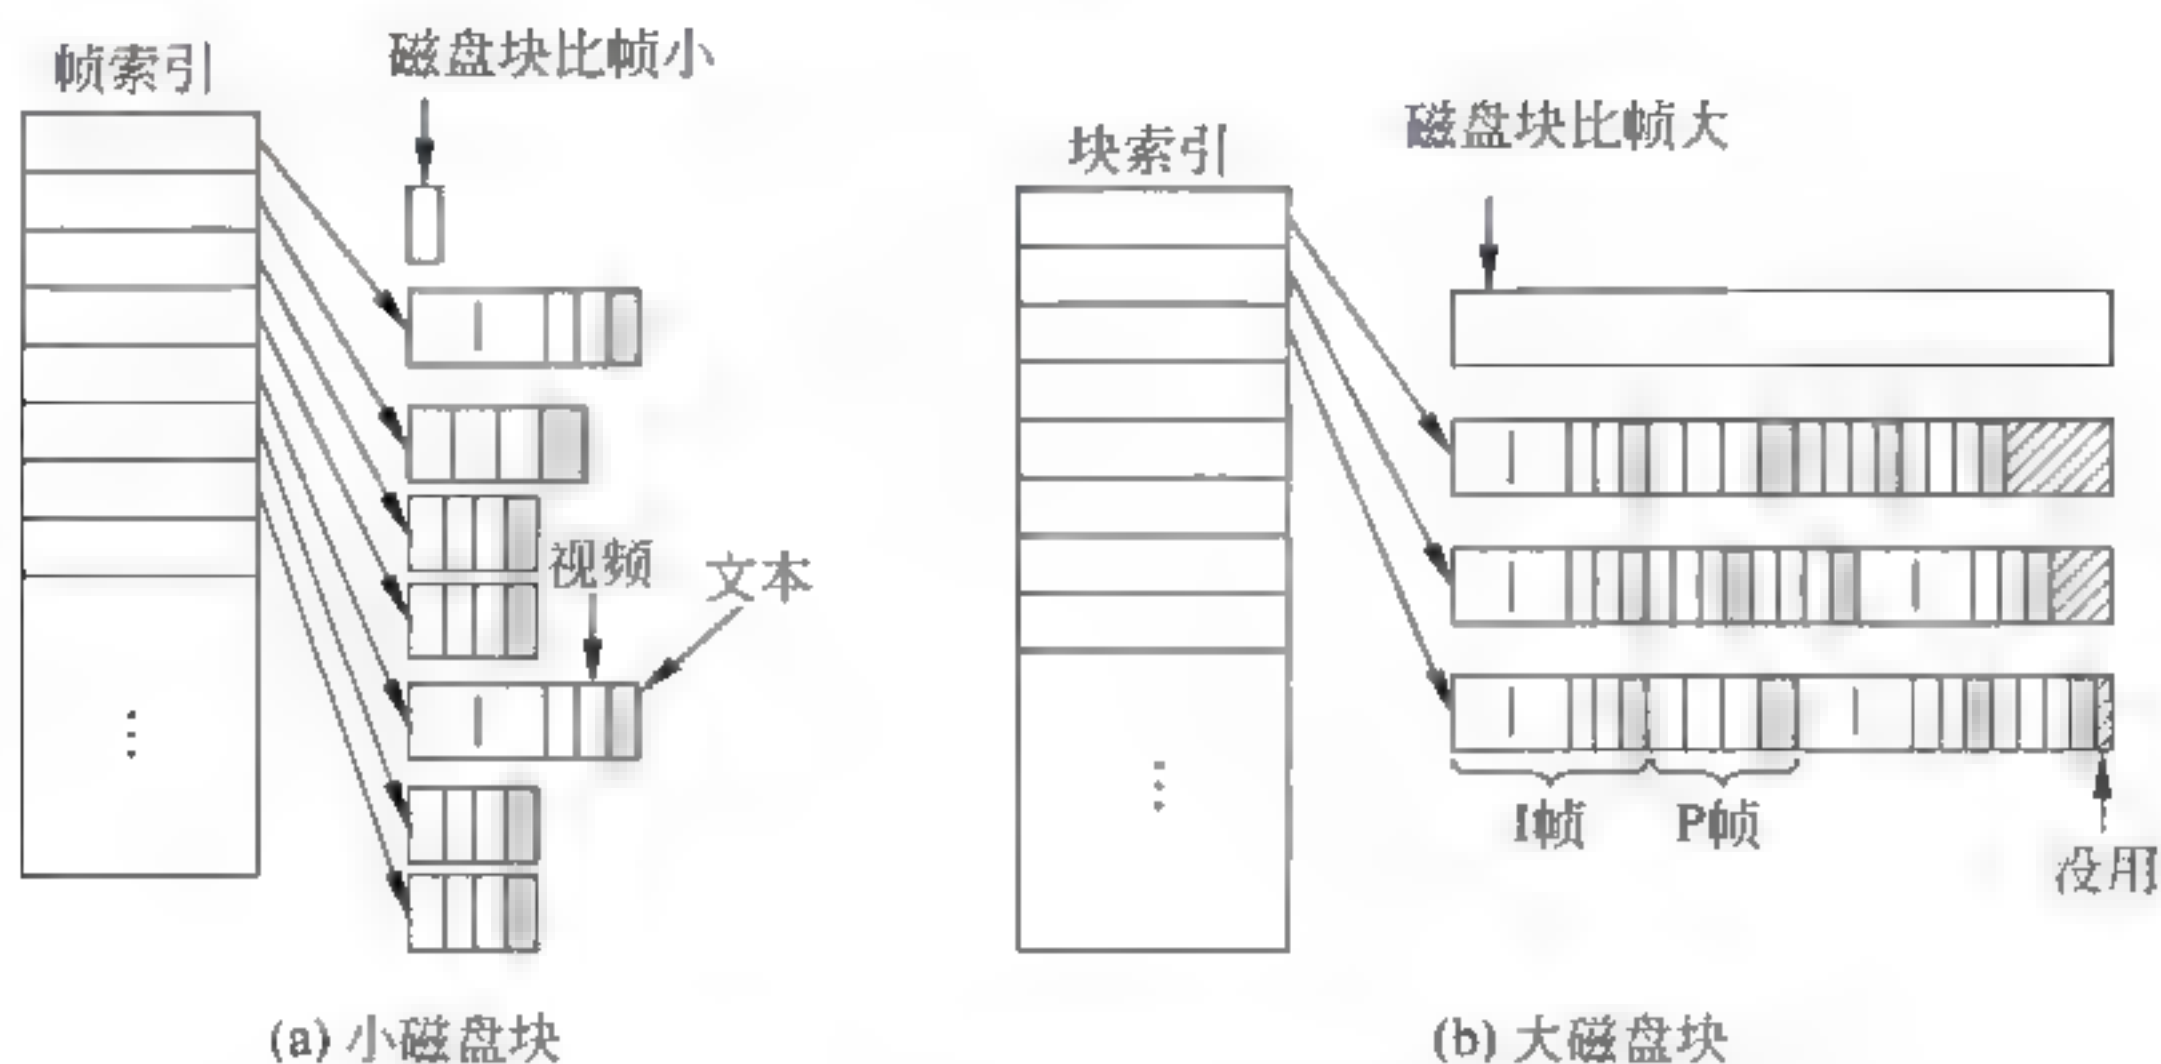 帧索引
磁盘块比帧小
I
视频
文本
I
(a) 小磁盘块
块索引
磁盘块比帧大
I
I
I
I
I
I帧
P帧
没用
(b) 大磁盘块